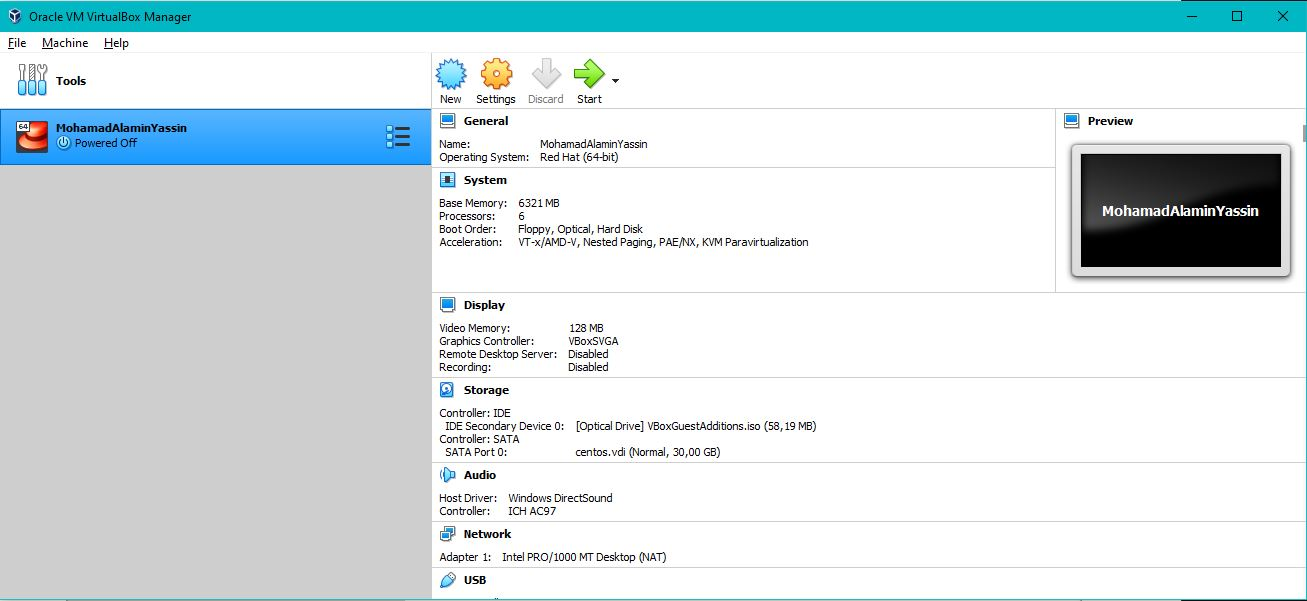 Oracle VM VirtualBox Manager
File Machine Help
Tools
New Settings Discard Start
64
MohamadAlaminYassin
Powered Off
General
Name: MohamadAlaminYassin
Operating System: Red Hat (64-bit)
Preview
MohamadAlaminYassin
System
Base Memory: 6321 MB
Processors: 6
Boot Order: Floppy, Optical, Hard Disk
Acceleration: VT-x/AMD-V, Nested Paging, PAE/NX, KVM Paravirtualization
Display
Video Memory: 128 MB
Graphics Controller: VBoxSVGA
Remote Desktop Server: Disabled
Recording: Disabled
Storage
Controller: IDE
IDE Secondary Device 0: [Optical Drive] VBoxGuestAdditions.iso (58,19 MB)
Controller: SATA
SATA Port 0: centos.vdi (Normal, 30,00 GB)
Audio
Host Driver: Windows DirectSound
Controller: ICH AC97
Network
Adapter 1: Intel PRO/1000 MT Desktop (NAT)
USB